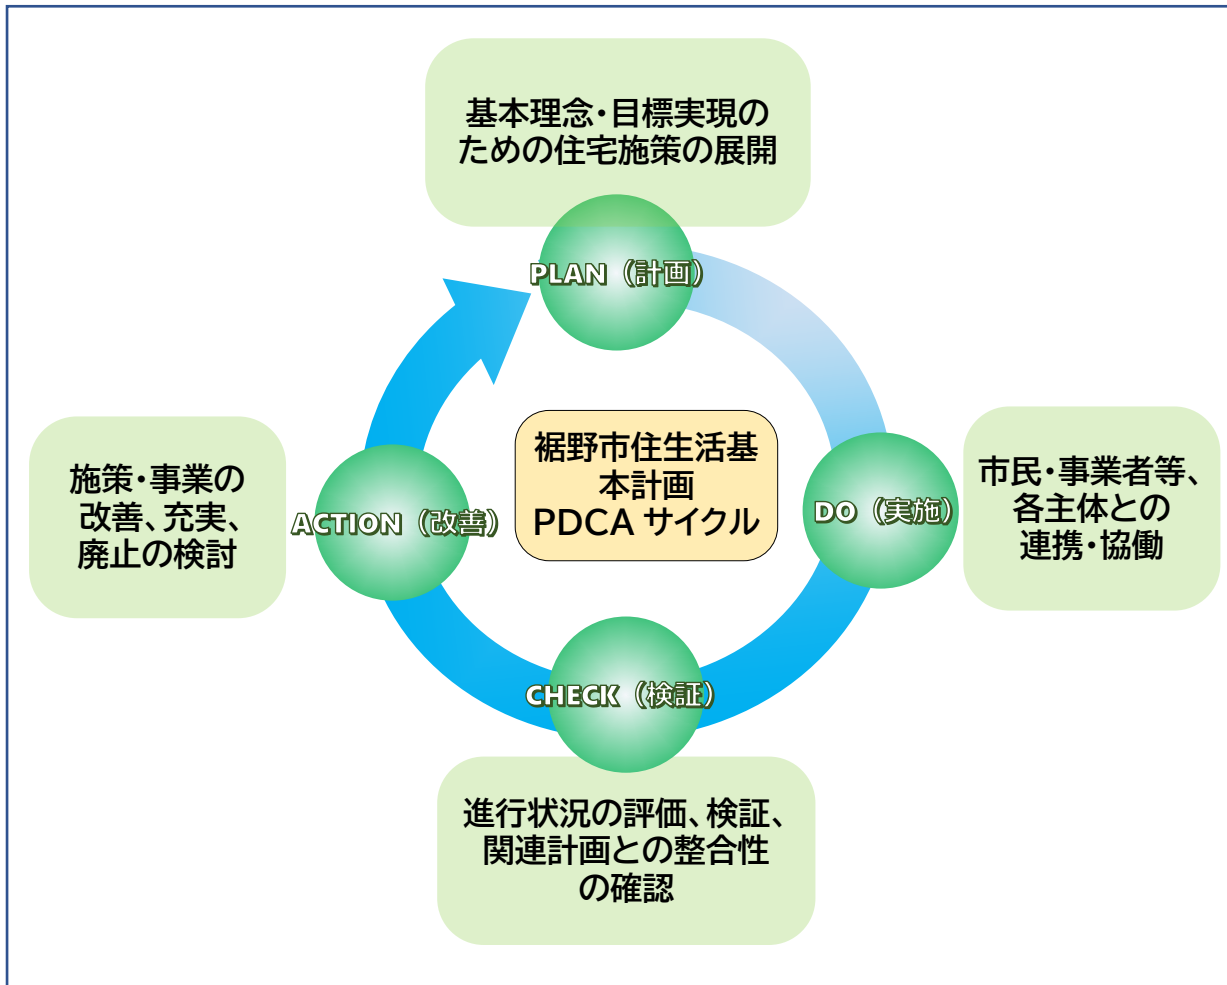 基本理念・目標実現の
ための住宅施策の展開
PLAN（計画）
裾野市住生活基
本計画
PDCA サイクル
市民・事業者等、
各主体との
連携・協働
DO（実施）
施策・事業の
改善、充実、
廃止の検討
ACTION（改善）
CHECK（検証）
進行状況の評価、検証、
関連計画との整合性
の確認